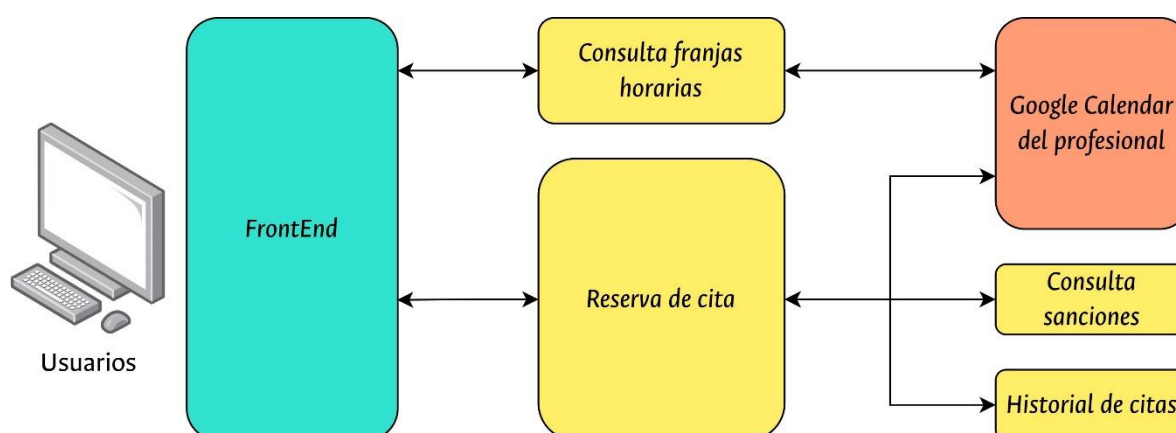 Consulta franjas
horarias
Google Calendar
del profesional
FrontEnd
Reserva de cita
Consulta
sanciones
Usuarios
Historial de citas